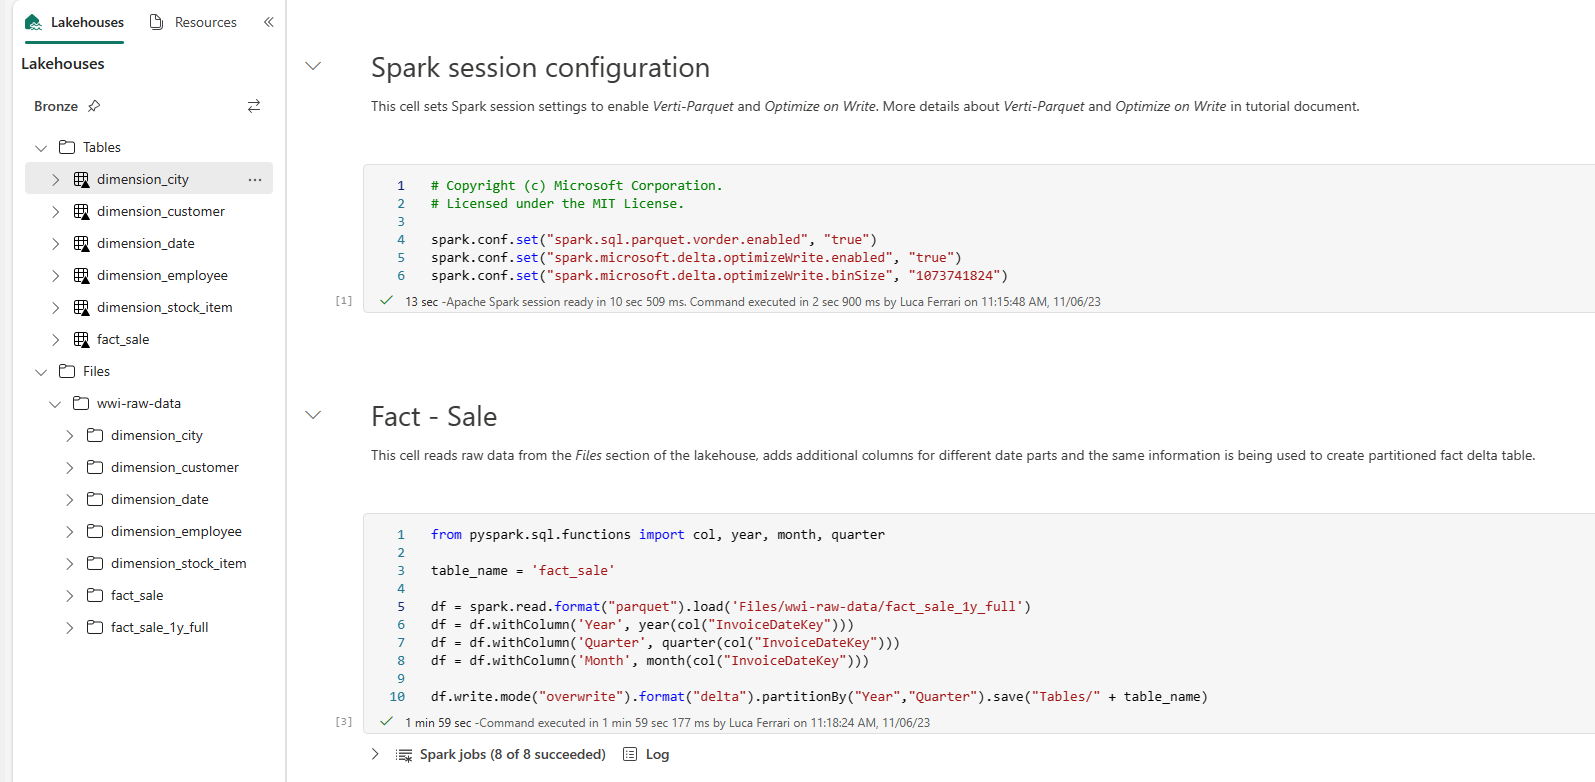 Lakehouses
Resources
Lakehouses
Bronze
Tables
dimension_city
dimension_customer
dimension_date
dimension_employee
dimension_stock_item
fact_sale
Files
wwi-raw-data
dimension_city
dimension_customer
dimension_date
dimension_employee
dimension_stock_item
fact_sale
fact_sale_1y_full
Spark session configuration
This cell sets Spark session settings to enable Verti-Parquet and Optimize on Write. More details about Verti-Parquet and Optimize on Write in tutorial document.
1 # Copyright (c) Microsoft Corporation.
2 # Licensed under the MIT License.
3
4 spark.conf.set("spark.sql.parquet.vorder.enabled", "true")
5 spark.conf.set("spark.microsoft.delta.optimizeWrite.enabled", "true")
6 spark.conf.set("spark.microsoft.delta.optimizeWrite.binSize", "1073741824")
[1] 13 sec -Apache Spark session ready in 10 sec 509 ms. Command executed in 2 sec 900 ms by Luca Ferrari on 11:15:48 AM, 11/06/23
Fact - Sale
This cell reads raw data from the Files section of the lakehouse, adds additional columns for different date parts and the same information is being used to create partitioned fact delta table.
1 from pyspark.sql.functions import col, year, month, quarter
2
3 table_name = 'fact_sale'
4
5 df = spark.read.format("parquet").load('Files/wwi-raw-data/fact_sale_1y_full')
6 df = df.withColumn('Year', year(col("InvoiceDateKey")))
7 df = df.withColumn('Quarter', quarter(col("InvoiceDateKey")))
8 df = df.withColumn('Month', month(col("InvoiceDateKey")))
9
10 df.write.mode("overwrite").format("delta").partitionBy("Year","Quarter").save("Tables/" + table_name)
[3] 1 min 59 sec -Command executed in 1 min 59 sec 177 ms by Luca Ferrari on 11:18:24 AM, 11/06/23
Spark jobs (8 of 8 succeeded) Log